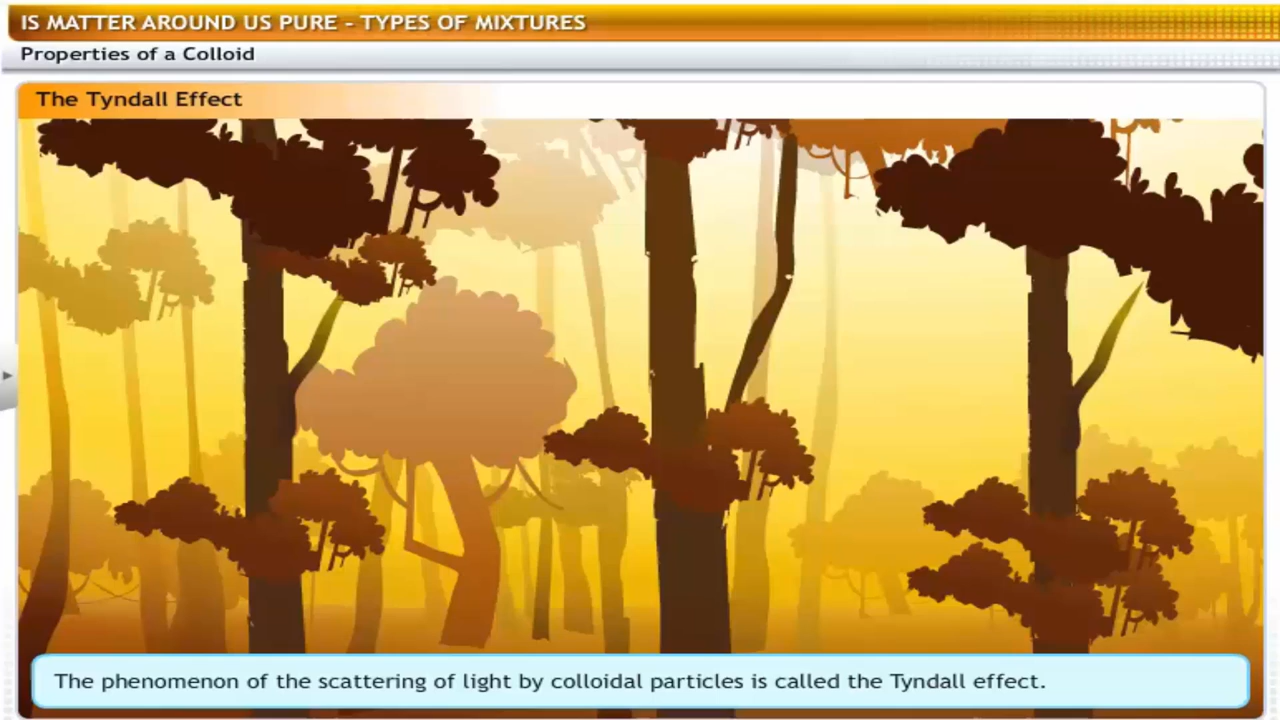 IS MATTER AROUND US PURE - TYPES OF MIXTURES
Properties of a Colloid
The Tyndall Effect
The phenomenon of the scattering of light by colloidal particles is called the Tyndall effect.